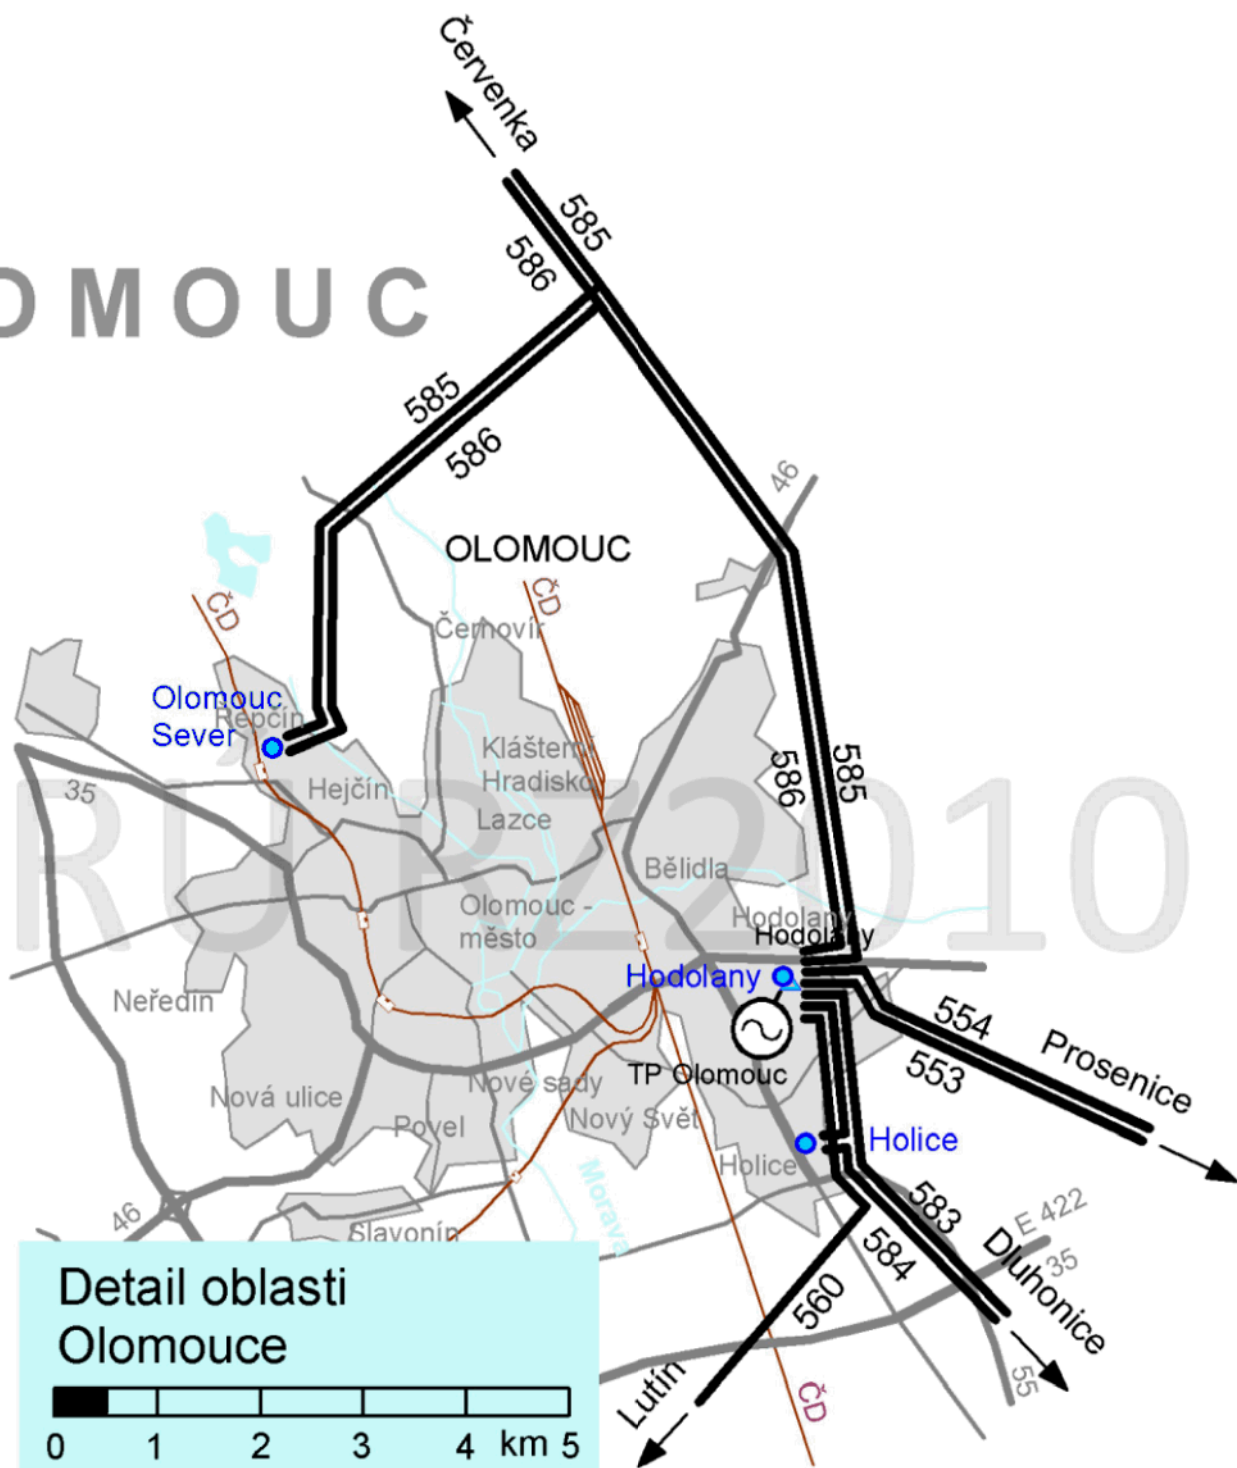 Červenka
585
586
OMOUC
585
586
46
OLOMOUC
ČD
ČD
Černovír
Olomouc
Sever
Řepčín
Klášterní
Hradisko
586
585
35
Hejčín
Lazce
RU RZ2010
Bělidla
Olomouc -
město
Hodolany
Hodolany
Hodolany
Neředín
554
553
Prosenice
TP Olomouc
Nové sady
Nová ulice
Nový Svět
Povel
Holice
Holice
Morava
46
Slavonín
583
584
E 422
35
Dluhonice
560
Lutín
ČD
55
Detail oblasti
Olomouce
0 1 2 3 4 km 5